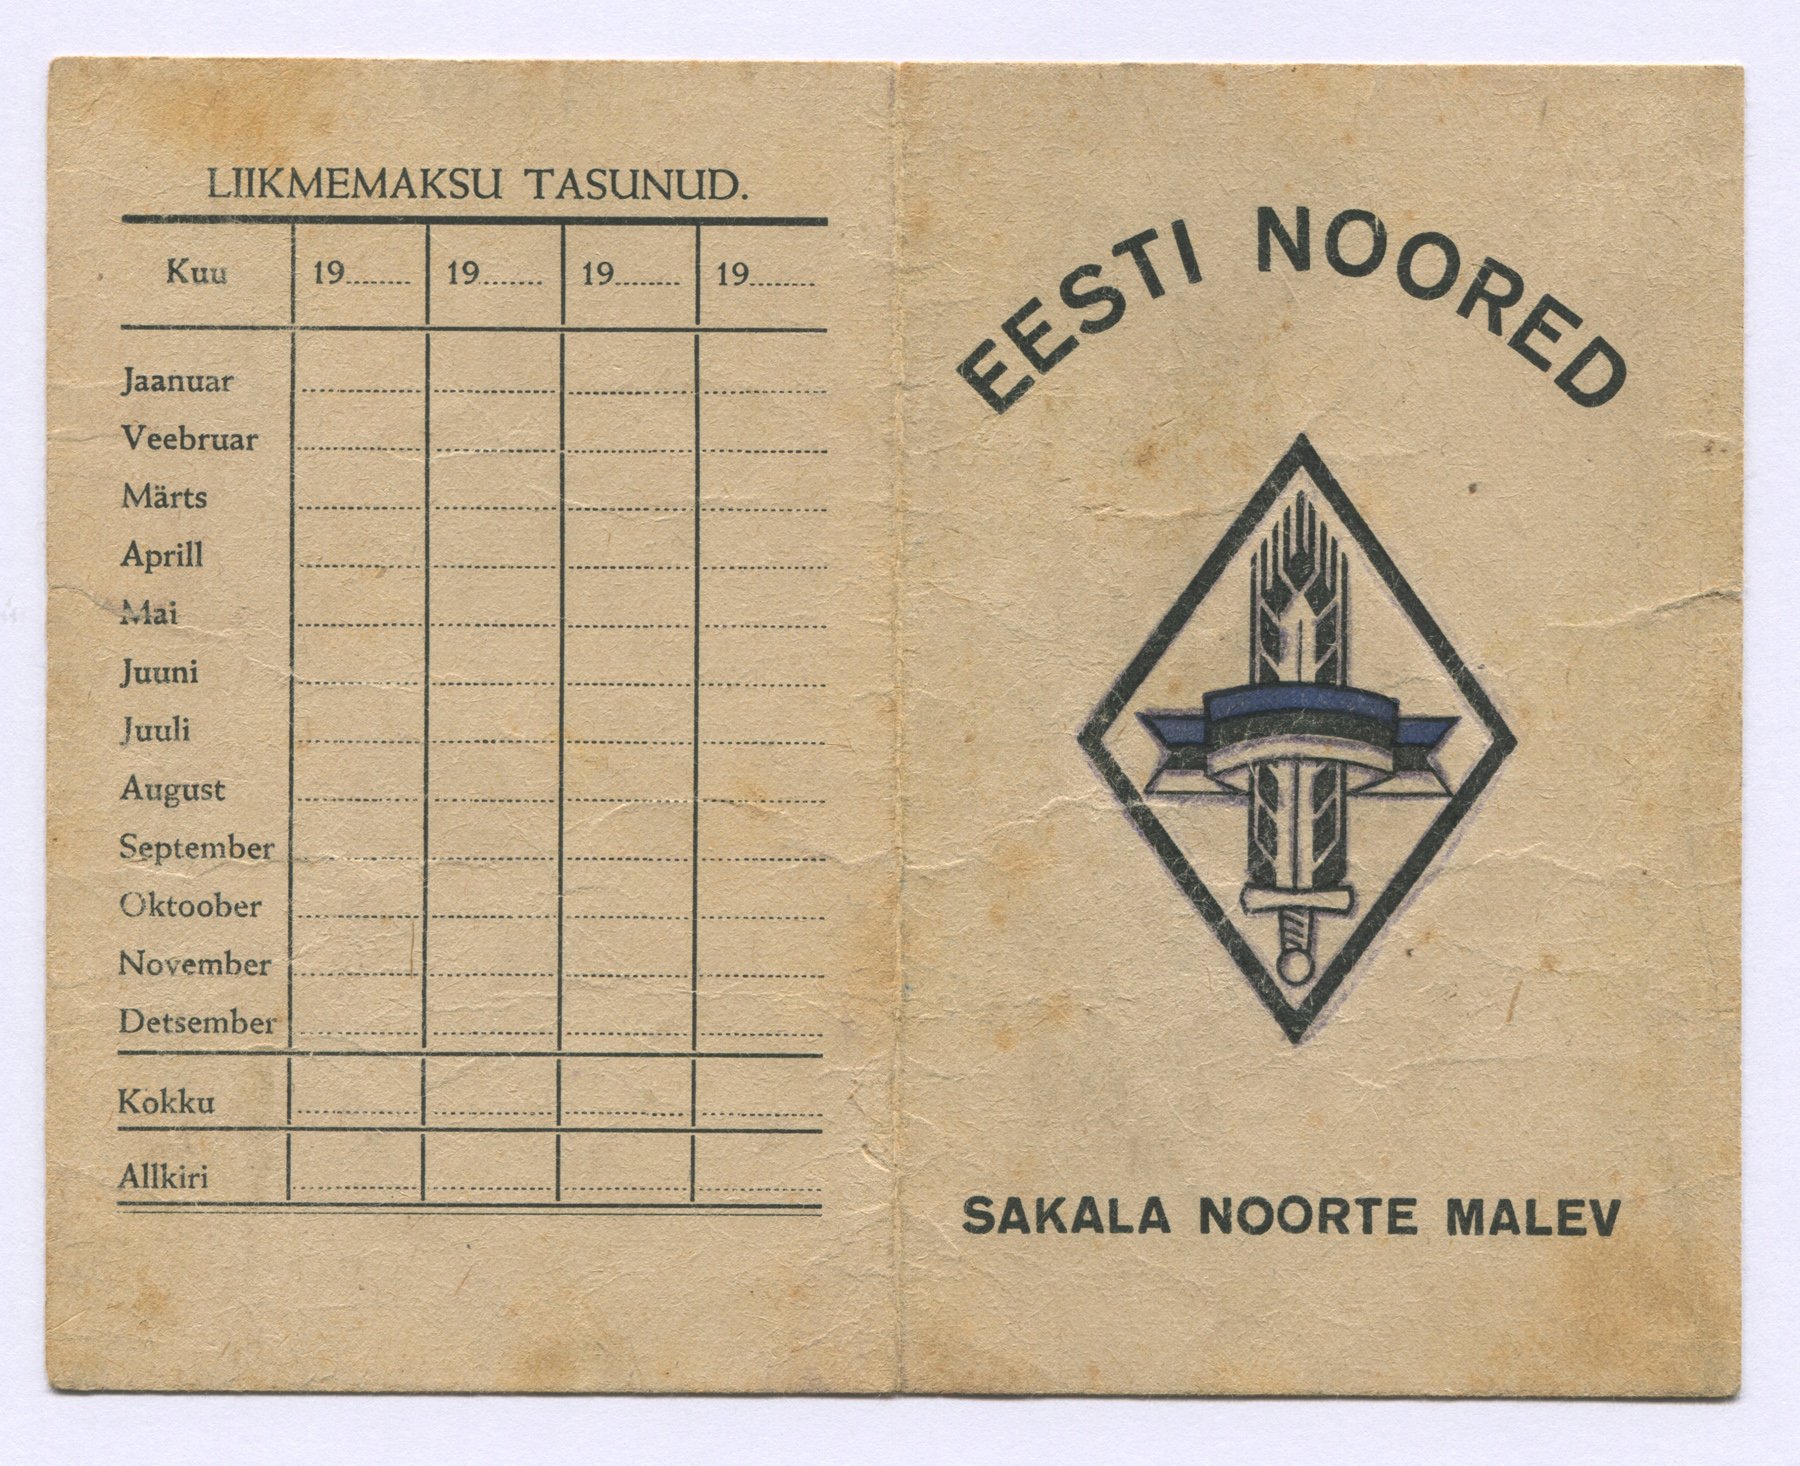 LIIKMEMAKSU TASUNUD.
Kuu 19........ 19........ 19........ 19........
Jaanuar
Veebruar
Märts
Aprill
Mai
Juuni
Juuli
August
September
Oktoober
November
Detsember
Kokku
Allkiri
EESTI NOORED
SAKALA NOORTE MALEV